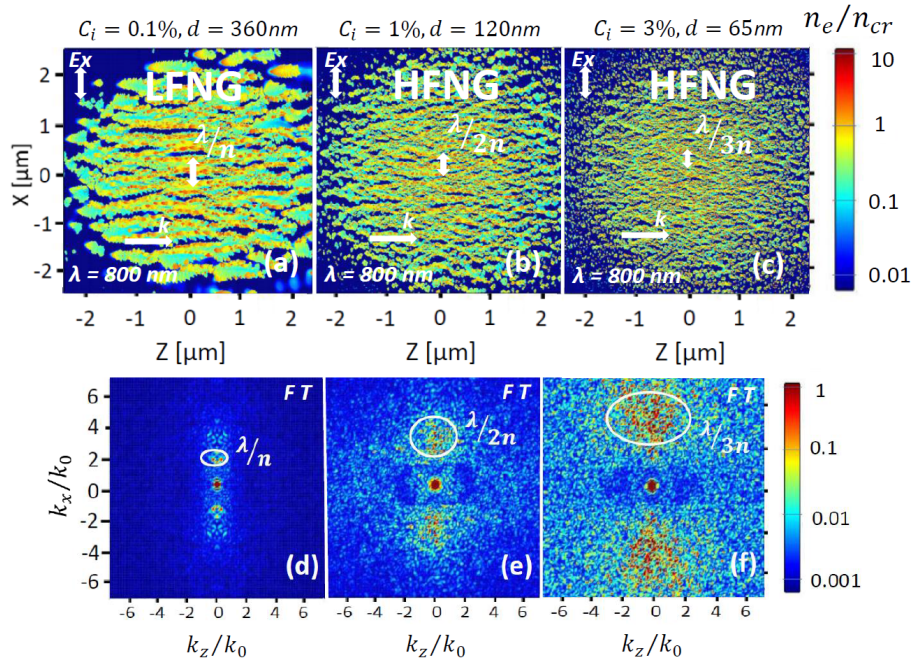 C_i = 0.1%, d = 360nm
C_i = 1%, d = 120nm
C_i = 3%, d = 65nm
n_e/n_cr
X [μm]
2
1
0
-1
-2
Ex
LFNG
λ/n
k
λ = 800 nm
(a)
Ex
HFNG
λ/2n
k
λ = 800 nm
(b)
Ex
HFNG
λ/3n
k
λ = 800 nm
(c)
10
1
0.1
0.01
-2 -1 0 1 2
-2 -1 0 1 2
-2 -1 0 1 2
Z [μm]
Z [μm]
Z [μm]
k_x/k_0
6
4
2
0
-2
-4
-6
FT
λ/n
(d)
FT
λ/2n
(e)
FT
λ/3n
(f)
1
0.1
0.01
0.001
-6 -4 -2 0 2 4 6
-6 -4 -2 0 2 4 6
-6 -4 -2 0 2 4 6
k_z/k_0
k_z/k_0
k_z/k_0